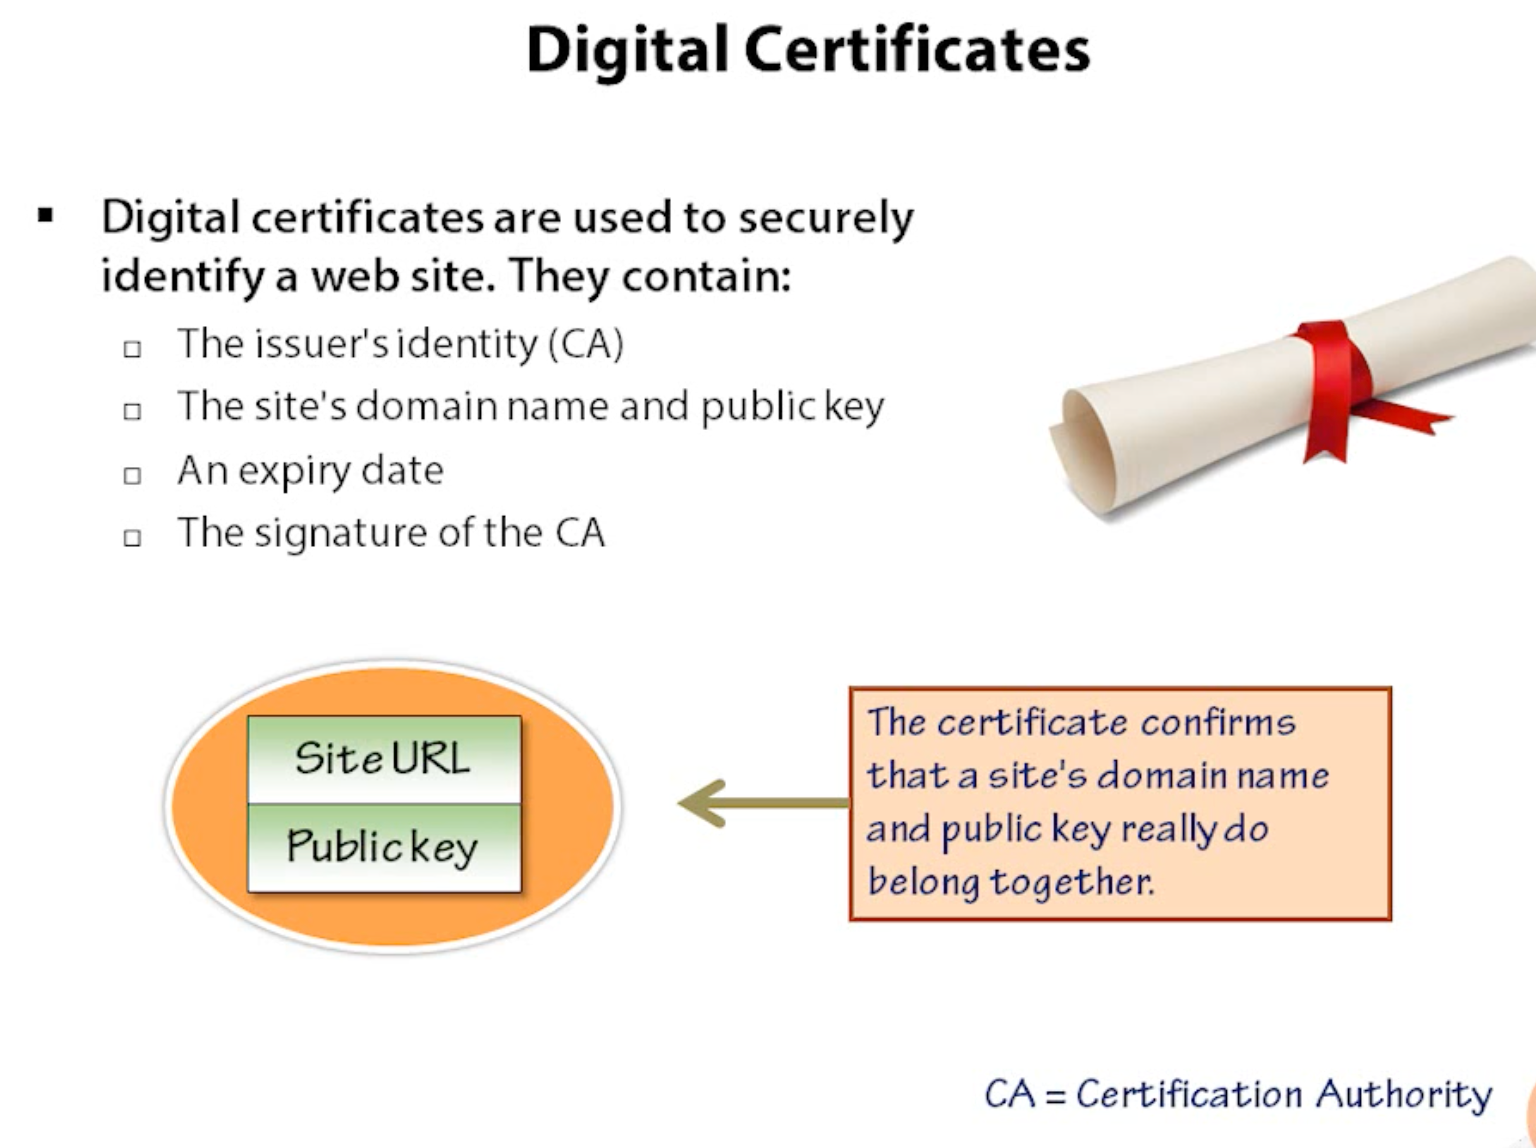 Digital Certificates
Digital certificates are used to securely
identify a web site. They contain:
The issuer's identity (CA)
The site's domain name and public key
An expiry date
The signature of the CA
Site URL
Public key
The certificate confirms
that a site's domain name
and public key really do
belong together.
CA = Certification Authority